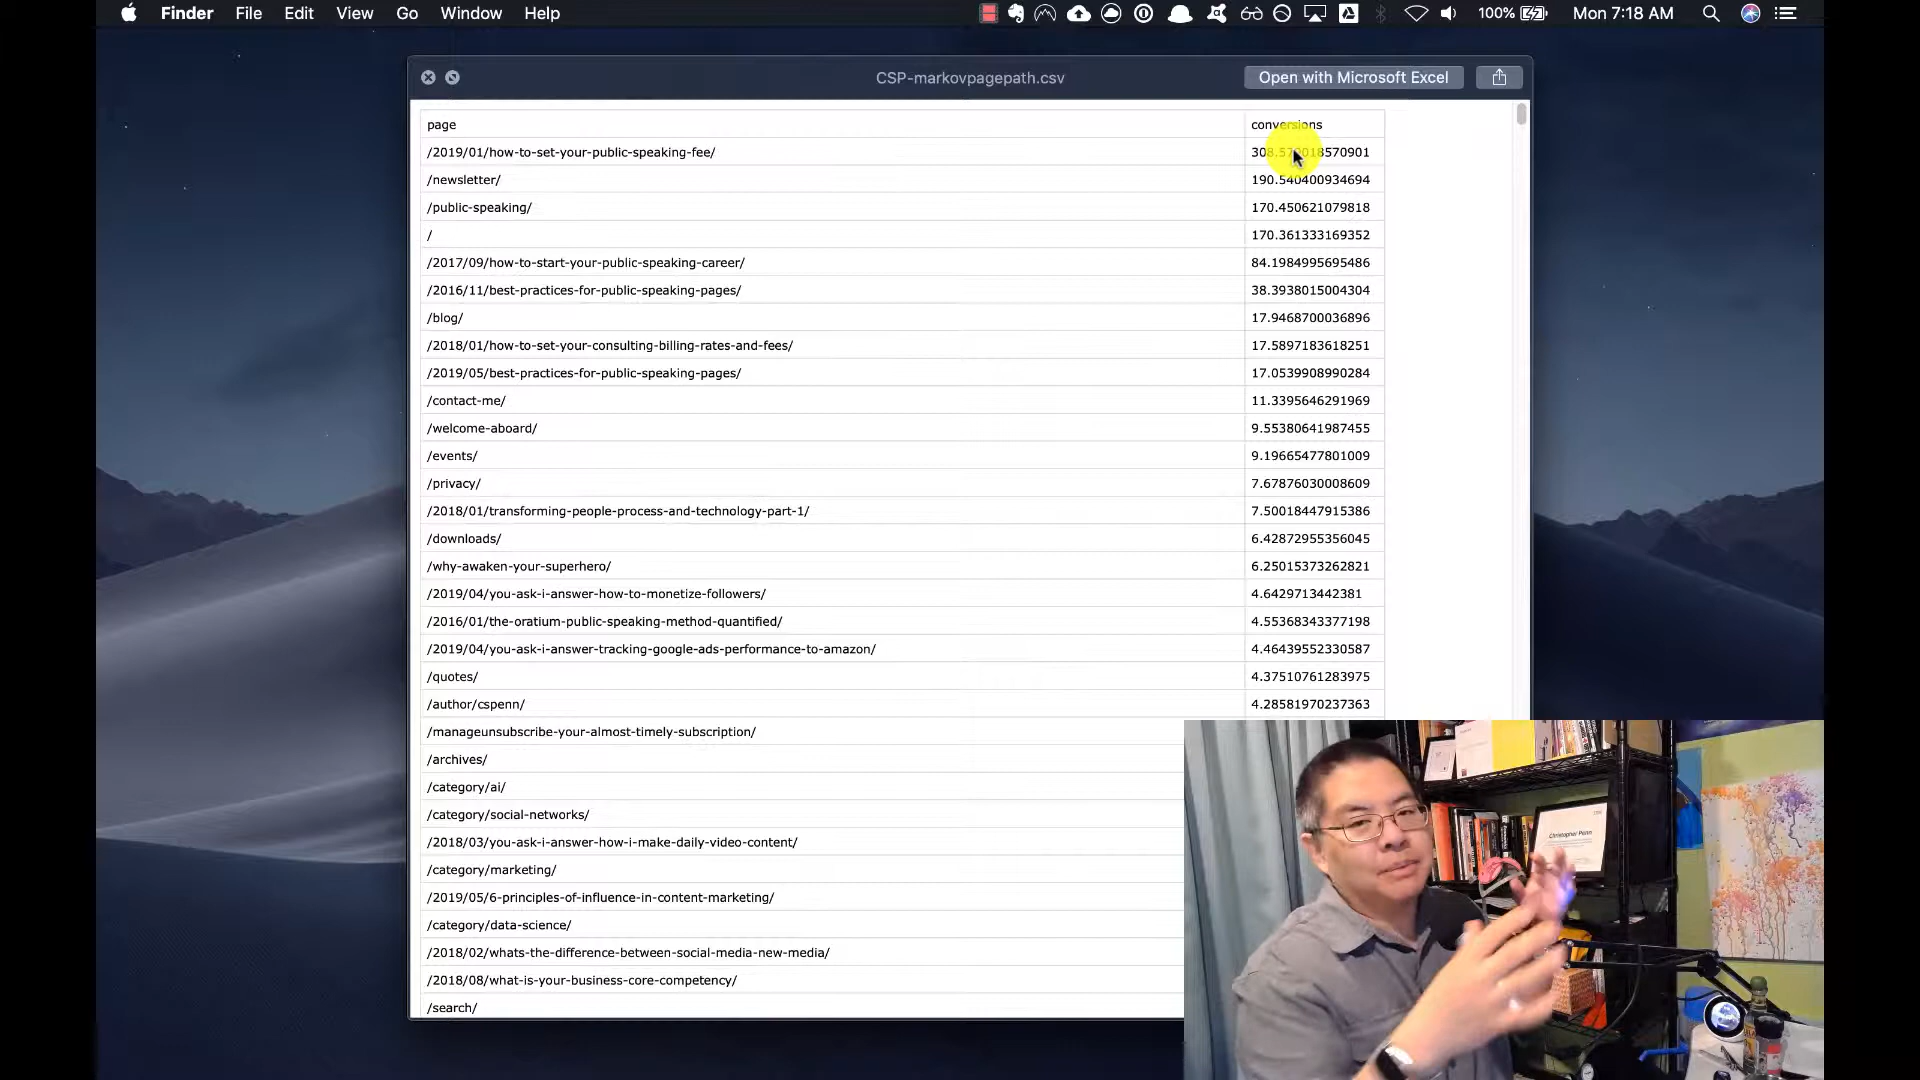 Finder File Edit View Go Window Help 100% Mon 7:18 AM
CSP-markovpagepath.csv Open with Microsoft Excel
page conversions
/2019/01/how-to-set-your-public-speaking-fee/
/newsletter/ 190.540400934694
/public-speaking/ 170.450621079818
/ 170.361333169352
/2017/09/how-to-start-your-public-speaking-career/ 84.1984995695486
/2016/11/best-practices-for-public-speaking-pages/ 38.3938015004304
/blog/ 17.9468700036896
/2018/01/how-to-set-your-consulting-billing-rates-and-fees/ 17.5897183618251
/2019/05/best-practices-for-public-speaking-pages/ 17.0539908990284
/contact-me/ 11.3395646291969
/welcome-aboard/ 9.55380641987455
/events/ 9.19665477801009
/privacy/ 7.67876030008609
/2018/01/transforming-people-process-and-technology-part-1/ 7.50018447915386
/downloads/ 6.42872955356045
/why-awaken-your-superhero/ 6.25015373262821
/2019/04/you-ask-i-answer-how-to-monetize-followers/ 4.6429713442381
/2016/01/the-oratium-public-speaking-method-quantified/ 4.55368343377198
/2019/04/you-ask-i-answer-tracking-google-ads-performance-to-amazon/ 4.46439552330587
/quotes/ 4.37510761283975
/author/cspenn/ 4.28581970237363
/manageunsubscribe-your-almost-timely-subscription/
/archives/
/category/ai/
/category/social-networks/
/2018/03/you-ask-i-answer-how-i-make-daily-video-content/
/category/marketing/
/2019/05/6-principles-of-influence-in-content-marketing/
/category/data-science/
/2018/02/whats-the-difference-between-social-media-new-media/
/2018/08/what-is-your-business-core-competency/
/search/
Christopher Penn